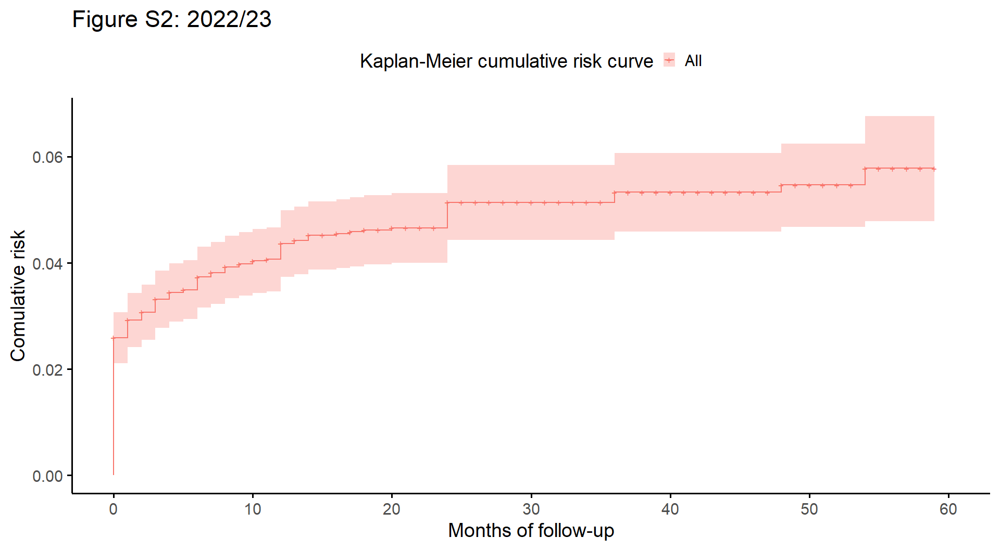 Figure S2: 2022/23
Kaplan-Meier cumulative risk curve All
Comulative risk
0.06
0.04
0.02
0.00
0 10 20 30 40 50 60
Months of follow-up